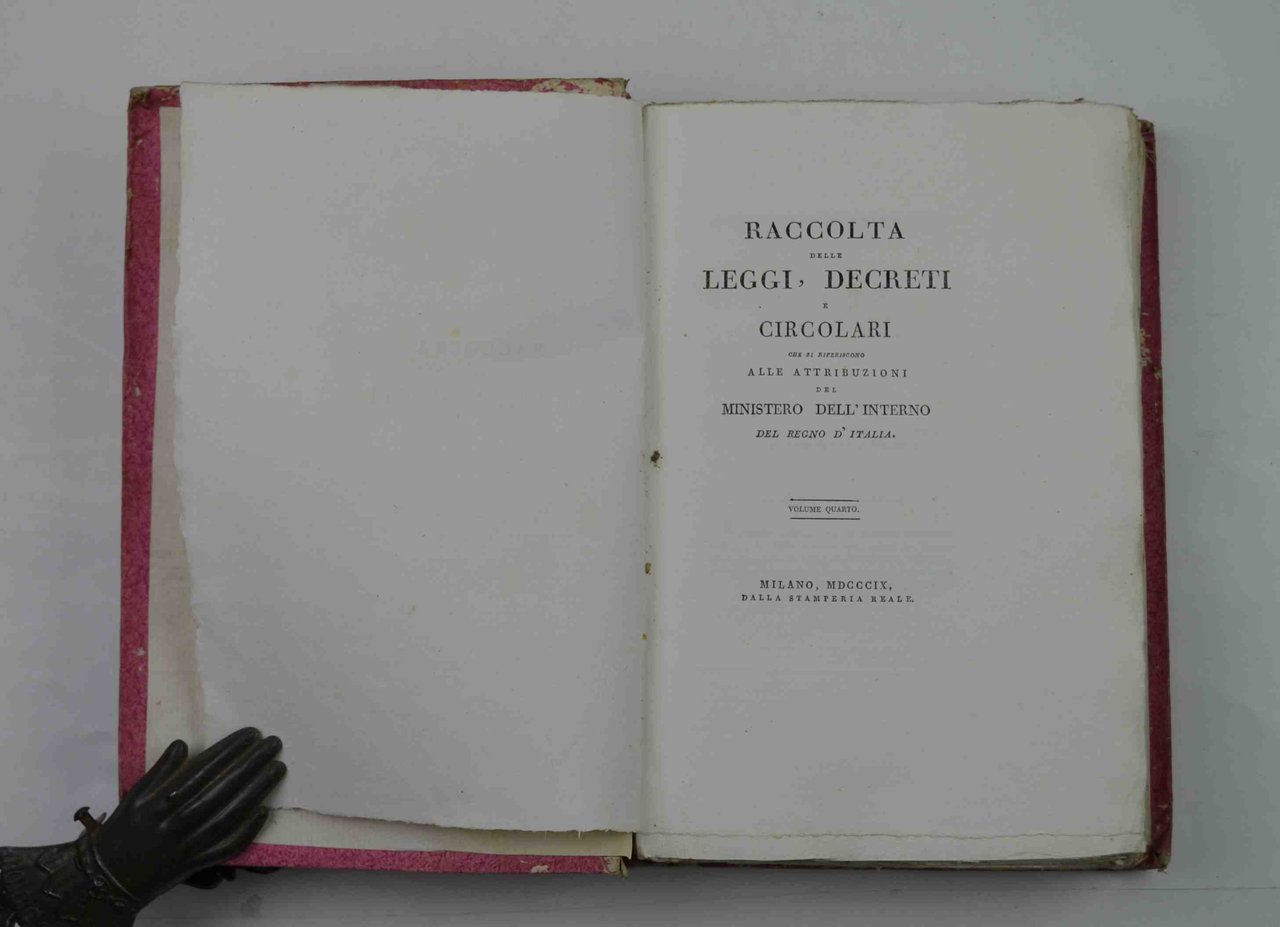 RACCOLTA
DELLE
LEGGI, DECRETI
E
CIRCOLARI
CHE SI RIFERISCONO
ALLE ATTRIBUZIONI
DEL
MINISTERO DELL' INTERNO
DEL REGNO D' ITALIA.
VOLUME QUARTO.
MILANO, MDCCCIX,
DALLA STAMPERIA REALE.